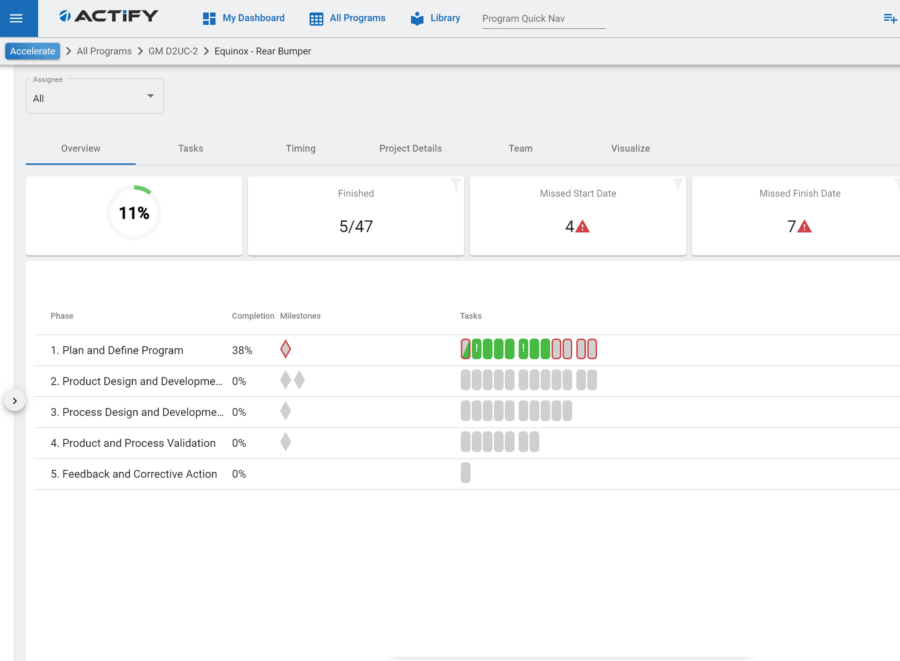 ACTIFY
My Dashboard
All Programs
Library
Program Quick Nav
Accelerate > All Programs > GM D2UC-2 > Equinox - Rear Bumper
Assignee
All
Overview
Tasks
Timing
Project Details
Team
Visualize
11%
Finished
5/47
Missed Start Date
4
Missed Finish Date
7
Phase Completion Milestones Tasks
1. Plan and Define Program 38%
2. Product Design and Developme... 0%
3. Process Design and Developme... 0%
4. Product and Process Validation 0%
5. Feedback and Corrective Action 0%